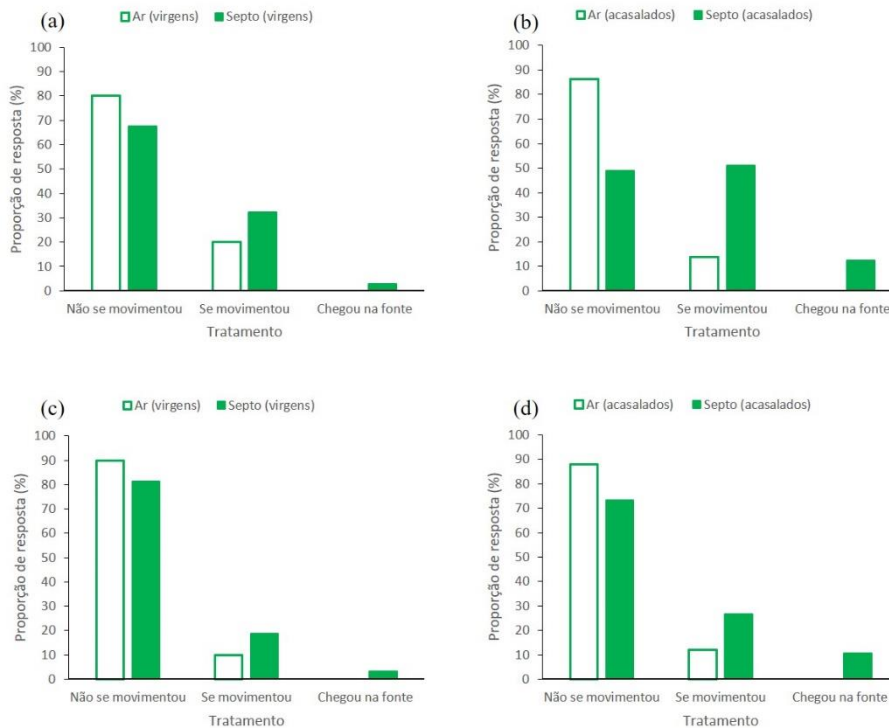 (a)
Ar (virgens) Septo (virgens)
Proporção de resposta (%)
100
90
80
70
60
50
40
30
20
10
0
Não se movimentou Se movimentou Chegou na fonte
Tratamento
(b)
Ar (acasalados) Septo (acasalados)
Proporção de resposta (%)
100
90
80
70
60
50
40
30
20
10
0
Não se movimentou Se movimentou Chegou na fonte
Tratamento
(c)
Ar (virgens) Septo (virgens)
Proporção de resposta (%)
100
90
80
70
60
50
40
30
20
10
0
Não se movimentou Se movimentou Chegou na fonte
Tratamento
(d)
Ar (acasalados) Septo (acasalados)
Proporção de resposta (%)
100
90
80
70
60
50
40
30
20
10
0
Não se movimentou Se movimentou Chegou na fonte
Tratamento